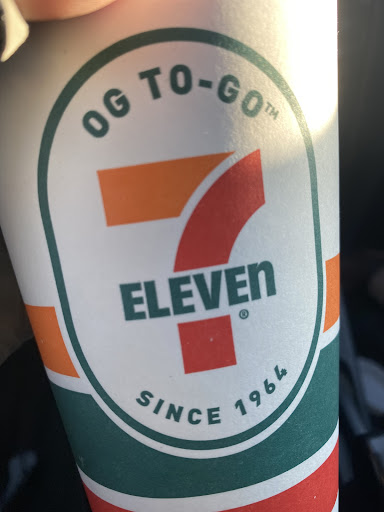 OG TO-GO™
7
ELEVEn
®
SINCE 1964